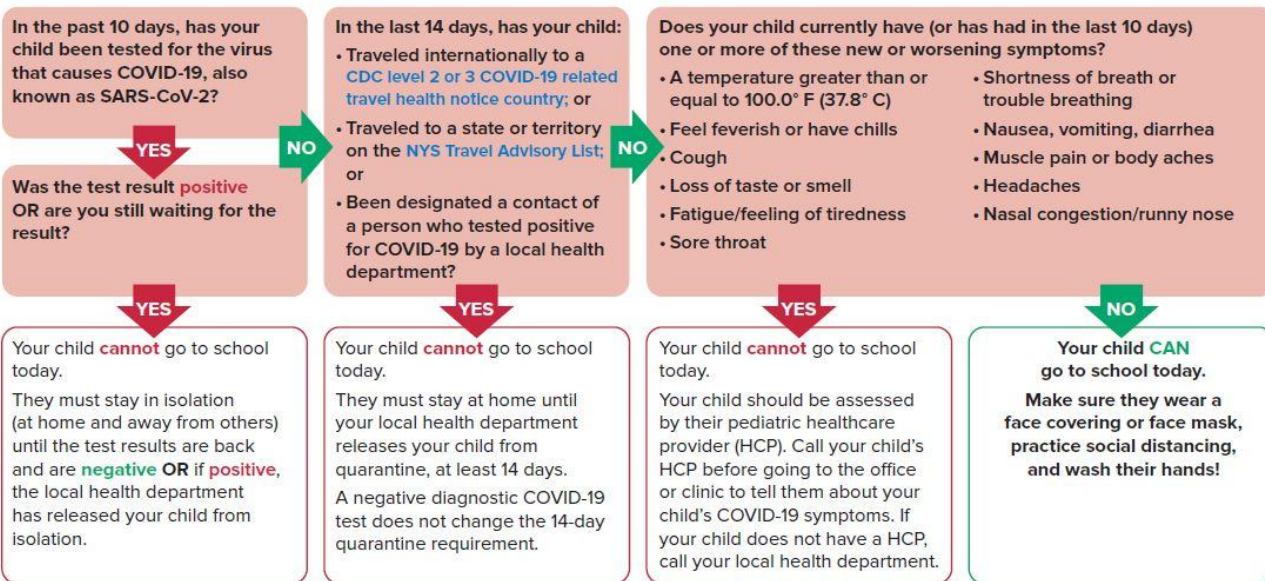 In the past 10 days, has your
child been tested for the virus
that causes COVID-19, also
known as SARS-CoV-2?
YES
NO
Was the test result positive
OR are you still waiting for the
result?
YES
Your child cannot go to school
today.
They must stay in isolation
(at home and away from others)
until the test results are back
and are negative OR if positive,
the local health department
has released your child from
isolation.
In the last 14 days, has your child:
• Traveled internationally to a
CDC level 2 or 3 COVID-19 related
travel health notice country; or
• Traveled to a state or territory
on the NYS Travel Advisory List;
or
• Been designated a contact of
a person who tested positive
for COVID-19 by a local health
department?
NO
YES
Your child cannot go to school
today.
They must stay at home until
your local health department
releases your child from
quarantine, at least 14 days.
A negative diagnostic COVID-19
test does not change the 14-day
quarantine requirement.
Does your child currently have (or has had in the last 10 days)
one or more of these new or worsening symptoms?
• A temperature greater than or
equal to 100.0° F (37.8° C)
• Feel feverish or have chills
• Cough
• Loss of taste or smell
• Fatigue/feeling of tiredness
• Sore throat
• Shortness of breath or
trouble breathing
• Nausea, vomiting, diarrhea
• Muscle pain or body aches
• Headaches
• Nasal congestion/runny nose
YES
Your child cannot go to school
today.
Your child should be assessed
by their pediatric healthcare
provider (HCP). Call your child's
HCP before going to the office
or clinic to tell them about your
child's COVID-19 symptoms. If
your child does not have a HCP,
call your local health department.
NO
Your child CAN
go to school today.
Make sure they wear a
face covering or face mask,
practice social distancing,
and wash their hands!